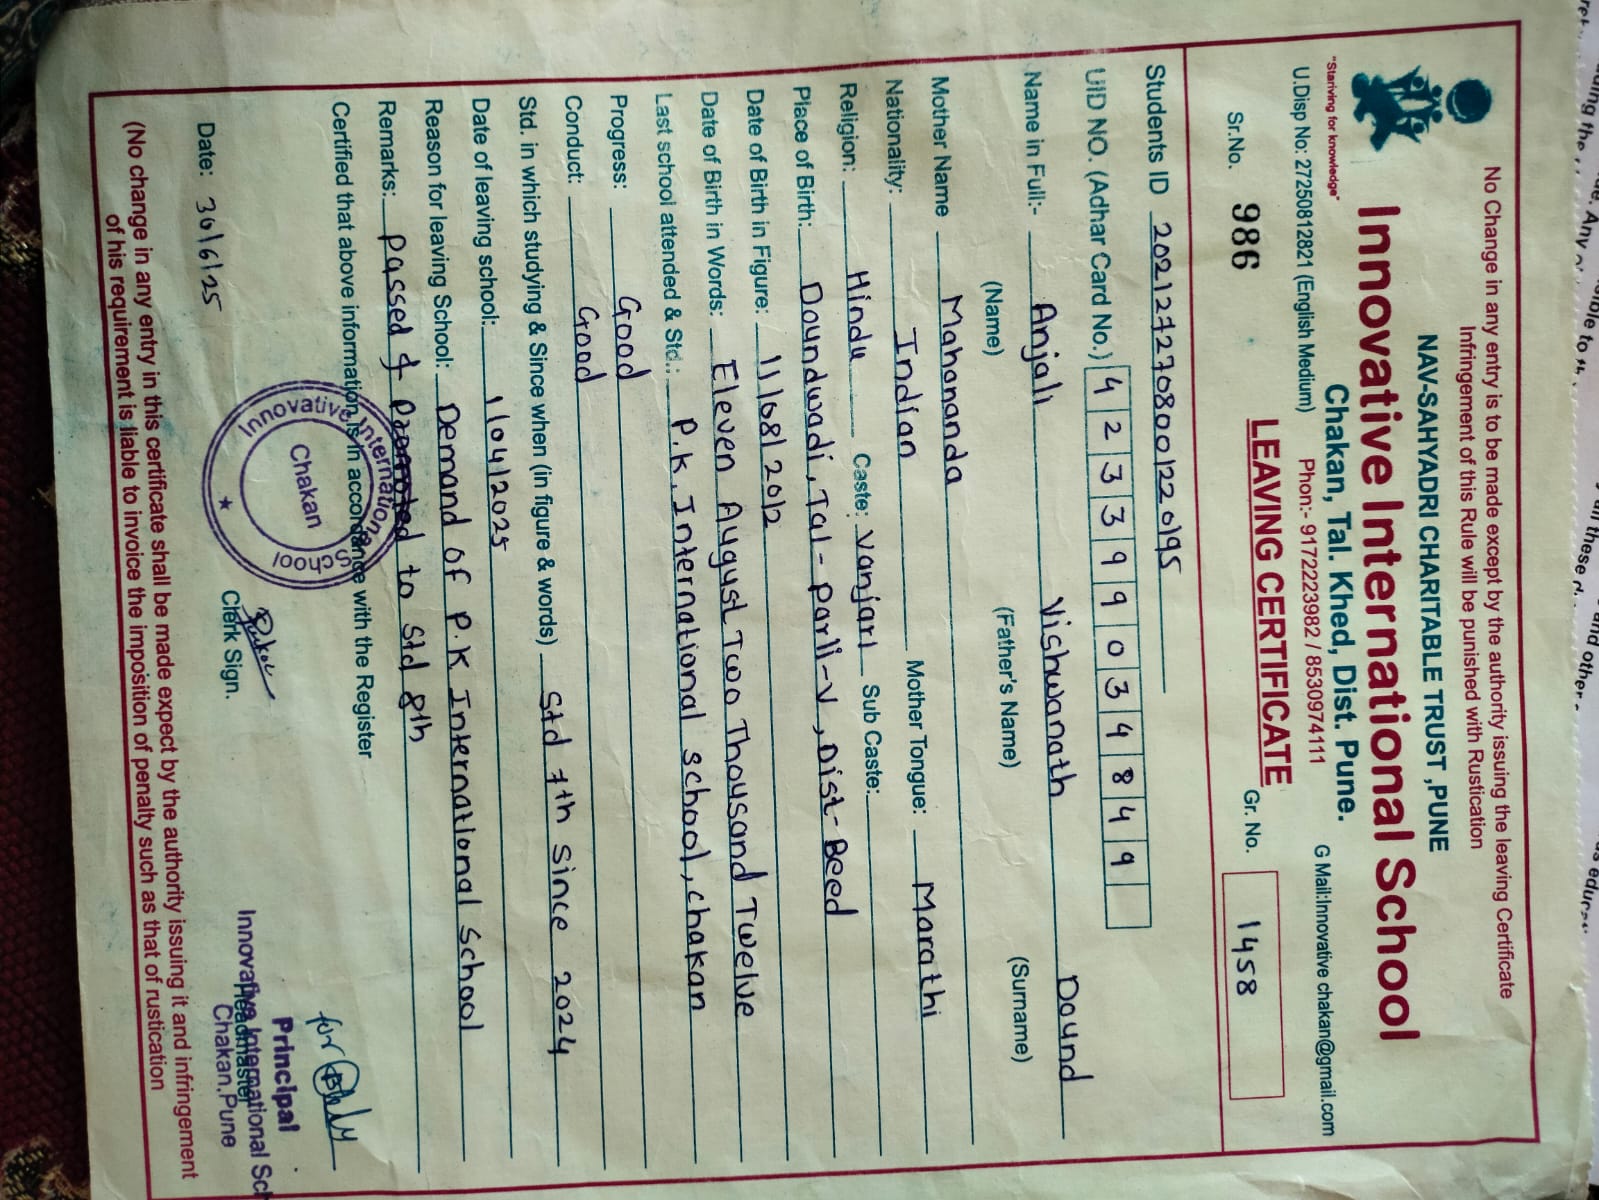 No Change in any entry is to be made except by the authority issuing the leaving Certificate
Infringement of this Rule will be punished with Rustication
NAV-SAHYADRI CHARITABLE TRUST ,PUNE
Innovative International School
Chakan, Tal. Khed, Dist. Pune.
"Stariving for knowledge"
U.Disp No: 27250812821 (English Medium) Phon:- 9172223982 / 8530974111 G Mail:Innovative chakan@gmail.com
Sr.No. 986 LEAVING CERTIFICATE Gr. No. 1458
Students ID 2021272708001220195
UID NO. (Adhar Card No.) 4 2 3 3 9 9 0 3 4 8 4 9
Name in Full:- Anjali Vishwanath Dound
(Name) (Father's Name) (Surname)
Mother Name Mahananda
Nationality: Indian Mother Tongue: Marathi
Religion: Hindu Caste: Vanjari Sub Caste:
Place of Birth: Doundwadi, Tal- Parli-V, Dist-Beed
Date of Birth in Figure: 11/08/2012
Date of Birth in Words: Eleven August Two Thousand Twelve
Last school attended & Std.: P.K. International school, chakan
Progress: Good
Conduct: Good
Std. in which studying & Since when (in figure & words) Std 7th Since 2024
Date of leaving school: 1/04/2025
Reason for leaving School: Demand of P.K International School
Remarks: Passed & Promoted to Std 8th
Certified that above information is in accordance with the Register
Innovative International School
Chakan
for
Principal
Innovative International Sch
Headmaster
Chakan.Pune
Date: 30/6/25 Clerk Sign.
(No change in any entry in this certificate shall be made expect by the authority issuing it and infringement
of his requirement is liable to invoice the imposition of penalty such as that of rustication